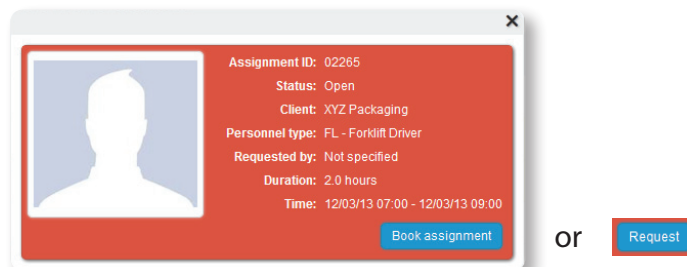 ×
Assignment ID: 02265
Status: Open
Client: XYZ Packaging
Personnel type: FL - Forklift Driver
Requested by: Not specified
Duration: 2.0 hours
Time: 12/03/13 07:00 - 12/03/13 09:00
Book assignment or Request